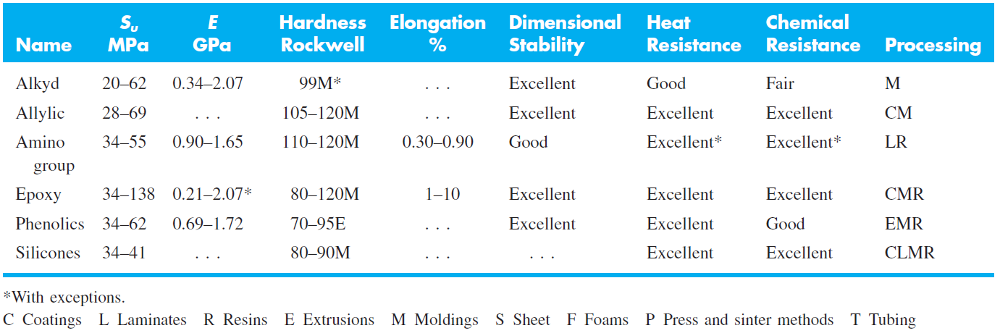 Name S_u MPa E GPa Hardness Rockwell Elongation % Dimensional Stability Heat Resistance Chemical Resistance Processing
Alkyd 20–62 0.34–2.07 99M* . . . Excellent Good Fair M
Allylic 28–69 . . . 105–120M . . . Excellent Excellent Excellent CM
Amino group 34–55 0.90–1.65 110–120M 0.30–0.90 Good Excellent* Excellent* LR
Epoxy 34–138 0.21–2.07* 80–120M 1–10 Excellent Excellent Excellent CMR
Phenolics 34–62 0.69–1.72 70–95E . . . Excellent Excellent Good EMR
Silicones 34–41 . . . 80–90M . . . . . . Excellent Excellent CLMR
*With exceptions.
C Coatings L Laminates R Resins E Extrusions M Moldings S Sheet F Foams P Press and sinter methods T Tubing